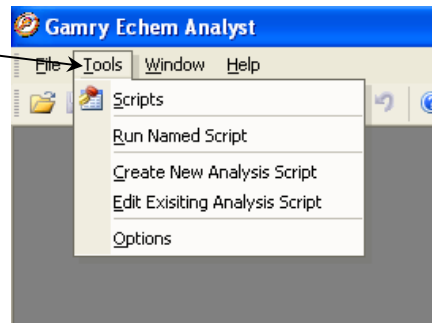 Gamry Echem Analyst
File Tools Window Help
Scripts
Run Named Script
Create New Analysis Script
Edit Exisiting Analysis Script
Options